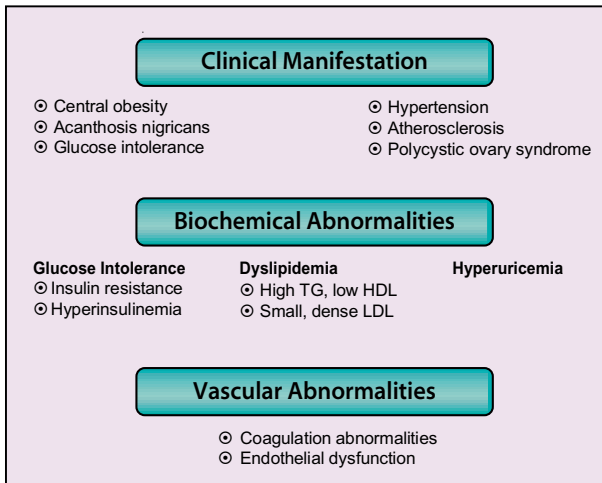 Clinical Manifestation
⊙ Central obesity
⊙ Acanthosis nigricans
⊙ Glucose intolerance
⊙ Hypertension
⊙ Atherosclerosis
⊙ Polycystic ovary syndrome
Biochemical Abnormalities
Glucose Intolerance
⊙ Insulin resistance
⊙ Hyperinsulinemia
Dyslipidemia
⊙ High TG, low HDL
⊙ Small, dense LDL
Hyperuricemia
Vascular Abnormalities
⊙ Coagulation abnormalities
⊙ Endothelial dysfunction